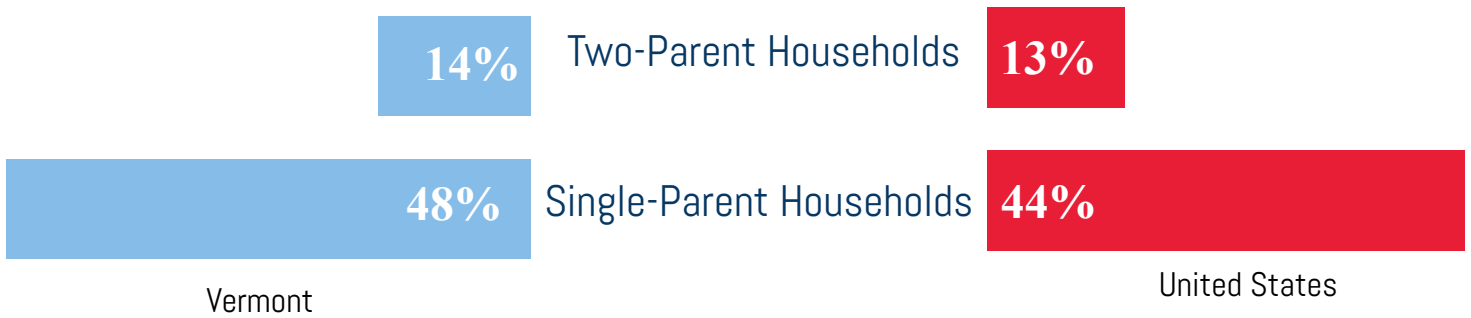 14% Two-Parent Households 13%
48% Single-Parent Households 44%
Vermont United States